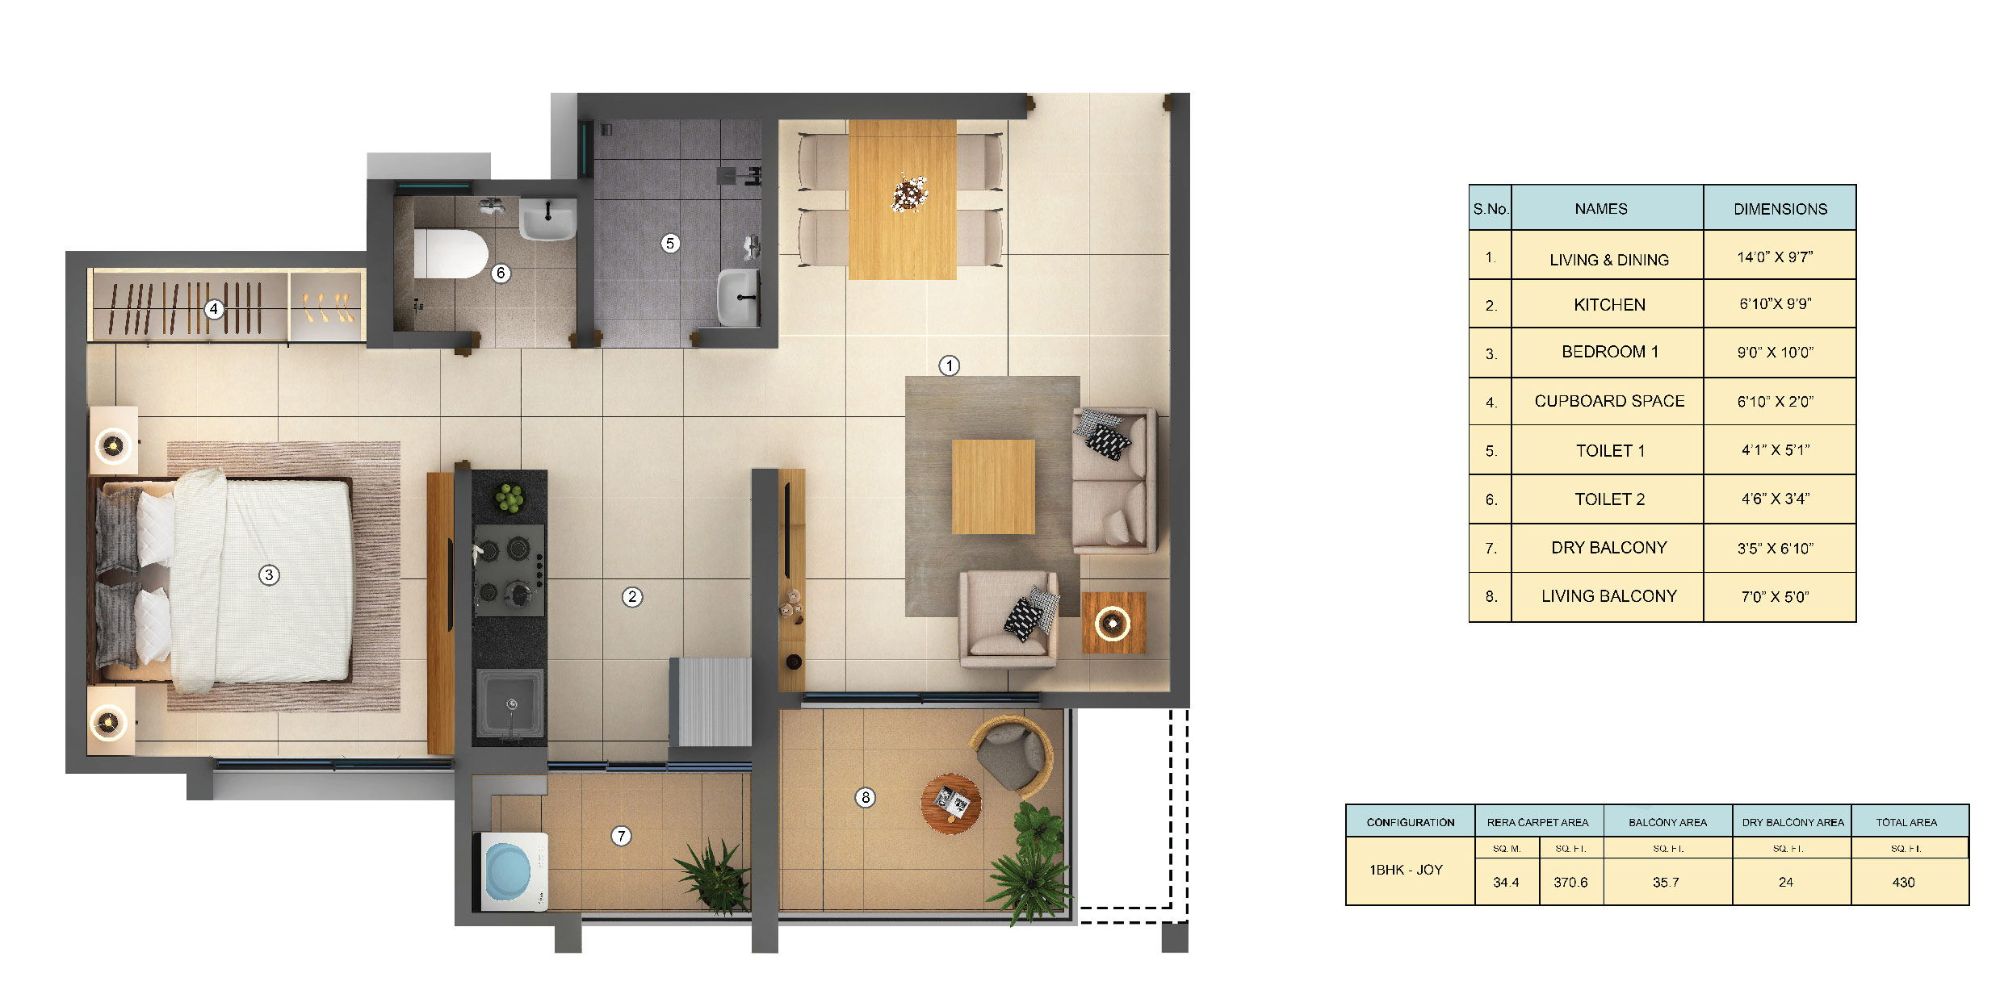 S.No. NAMES DIMENSIONS
1. LIVING & DINING 14'0" X 9'7"
2. KITCHEN 6'10"X 9'9"
3. BEDROOM 1 9'0" X 10'0"
4. CUPBOARD SPACE 6'10" X 2'0"
5. TOILET 1 4'1" X 5'1"
6. TOILET 2 4'6" X 3'4"
7. DRY BALCONY 3'5" X 6'10"
8. LIVING BALCONY 7'0" X 5'0"
5
6
4
1
3
2
8
7
CONFIGURATION RERA CARPET AREA BALCONY AREA DRY BALCONY AREA TOTAL AREA
SQ. M. SQ. FT. SQ. FT. SQ. FT. SQ. FT.
1BHK - JOY 34.4 370.6 35.7 24 430